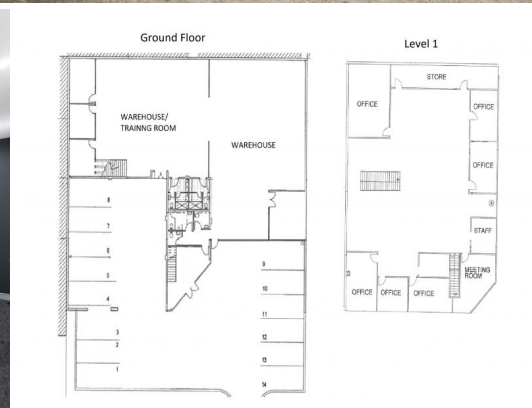 Ground Floor
WAREHOUSE/
TRAINNG ROOM
WAREHOUSE
8
7
6
5
4
3
2
1
9
10
11
12
13
14
Level 1
STORE
OFFICE
OFFICE
OFFICE
STAFF
MEETING
ROOM
OFFICE
OFFICE
OFFICE